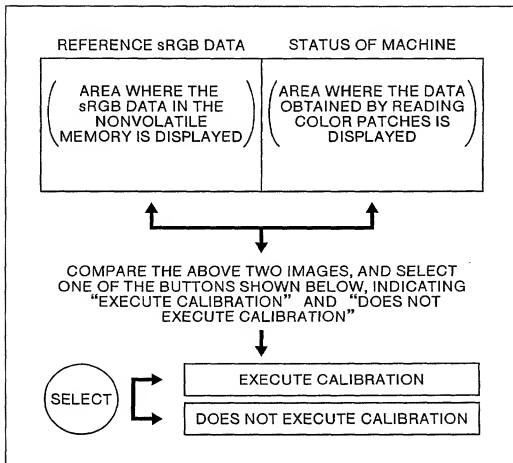 REFERENCE sRGB DATA
STATUS OF MACHINE
(AREA WHERE THE
sRGB DATA IN THE
NONVOLATILE
MEMORY IS DISPLAYED)
(AREA WHERE THE DATA
OBTAINED BY READING
COLOR PATCHES IS
DISPLAYED)
COMPARE THE ABOVE TWO IMAGES, AND SELECT
ONE OF THE BUTTONS SHOWN BELOW, INDICATING
“EXECUTE CALIBRATION” AND “DOES NOT
EXECUTE CALIBRATION”
SELECT
EXECUTE CALIBRATION
DOES NOT EXECUTE CALIBRATION